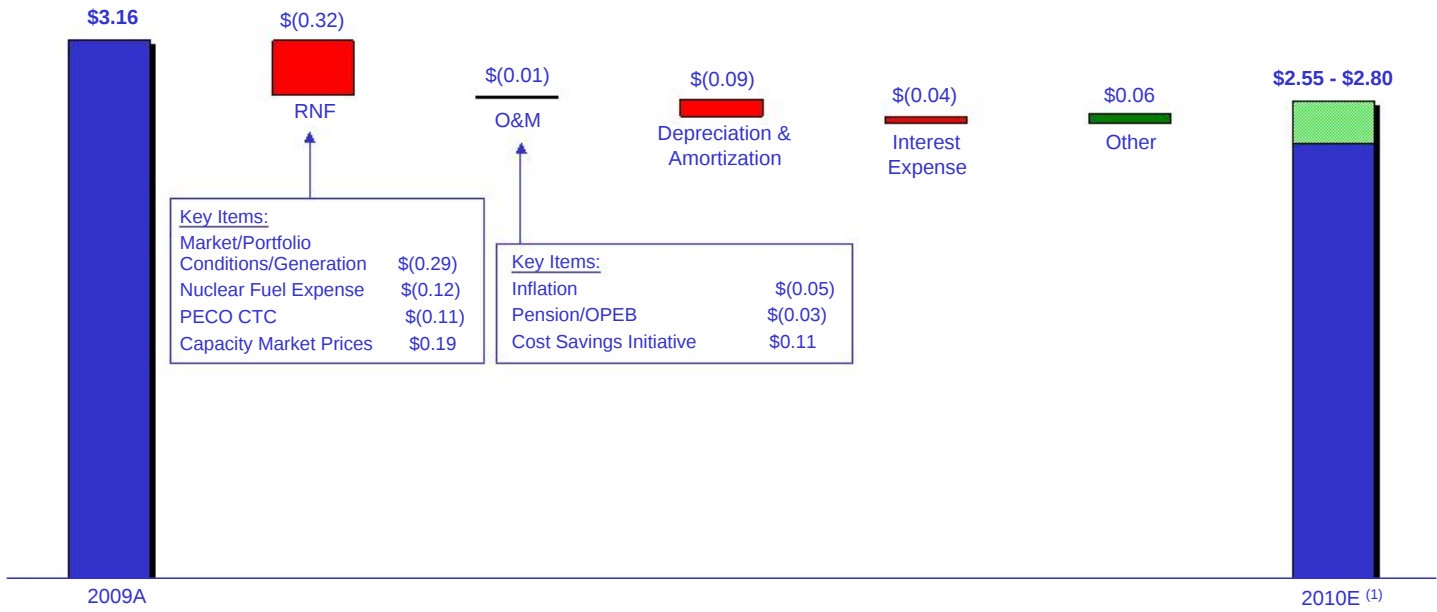 $3.16
$(0.32)
RNF
$(0.01)
O&M
$(0.09)
Depreciation &
Amortization
$(0.04)
Interest
Expense
$0.06
Other
$2.55 - $2.80
Key Items:
Market/Portfolio
Conditions/Generation $(0.29)
Nuclear Fuel Expense $(0.12)
PECO CTC $(0.11)
Capacity Market Prices $0.19
Key Items:
Inflation $(0.05)
Pension/OPEB $(0.03)
Cost Savings Initiative $0.11
2009A
2010E (1)